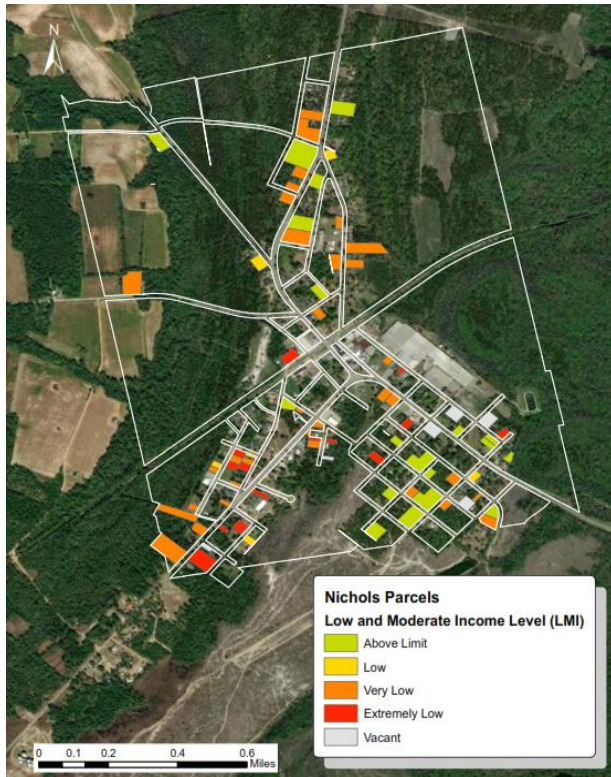 N
Nichols Parcels
Low and Moderate Income Level (LMI)
Above Limit
Low
Very Low
Extremely Low
Vacant
0 0.1 0.2 0.4 0.6
Miles